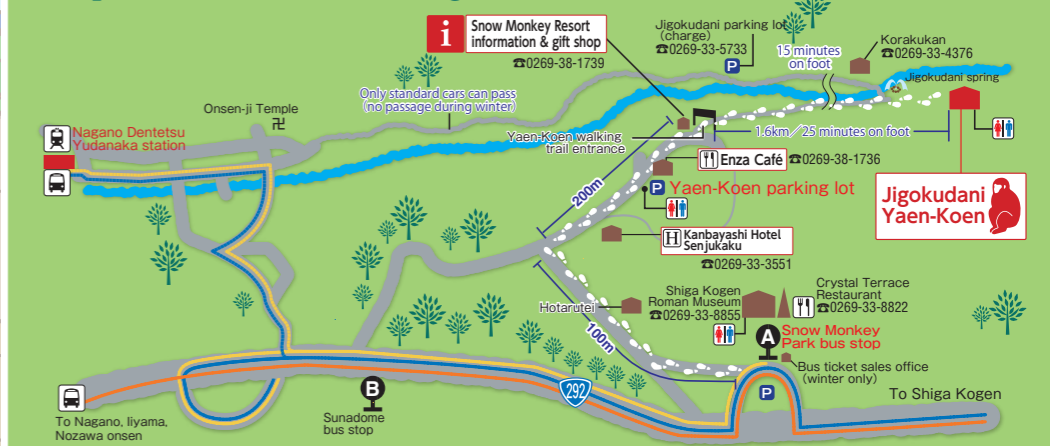 i
Snow Monkey Resort
information & gift shop
☎0269-38-1739
Jigokudani parking lot
(charge)
☎0269-33-5733
P
15 minutes
on foot
Korakukan
☎0269-33-4376
Jigokudani spring
Only standard cars can pass
(no passage during winter)
Onsen-ji Temple
卍
Nagano Dentetsu
Yudanaka station
Yaen-Koen walking
trail entrance
1.6km／25 minutes on foot
Enza Café
☎0269-38-1736
P
Yaen-Koen parking lot
200m
Jigokudani
Yaen-Koen
H
Kanbayashi Hotel
Senjukaku
☎0269-33-3551
Hotarutei
Shiga Kogen
Roman Museum
☎0269-33-8855
Crystal Terrace
Restaurant
☎0269-33-8822
100m
A
Snow Monkey
Park bus stop
Bus ticket sales office
(winter only)
P
292
To Shiga Kogen
B
Sunadome
bus stop
To Nagano, Iiyama,
Nozawa onsen